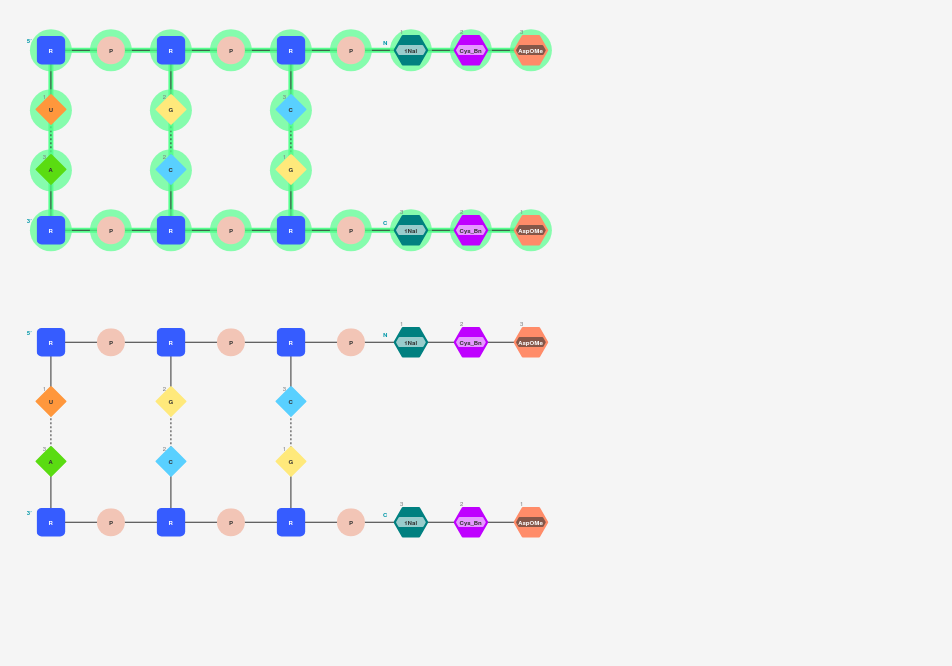 5' R P R P R P N 1 tNal 2 Cys_Bn 3 AspOMe
1 U 2 G 3 C
3 A 2 C 1 G
3' R P R P R P C 3 tNal 2 Cys_Bn 1 AspOMe
5' R P R P R P N 1 tNal 2 Cys_Bn 3 AspOMe
1 U 2 G 3 C
3 A 2 C 1 G
3' R P R P R P C 3 tNal 2 Cys_Bn 1 AspOMe